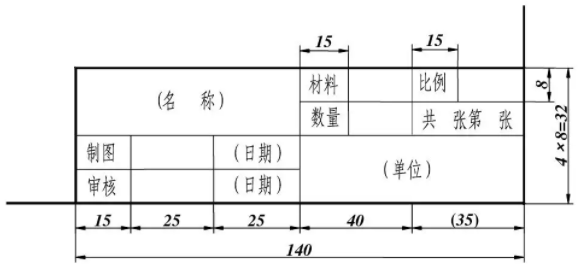 15 15
(名 称) 材料 比例 8
数量 共 张第 张 4×8=32
制图 (日期) (单位)
审核 (日期)
15 25 25 40 (35)
140